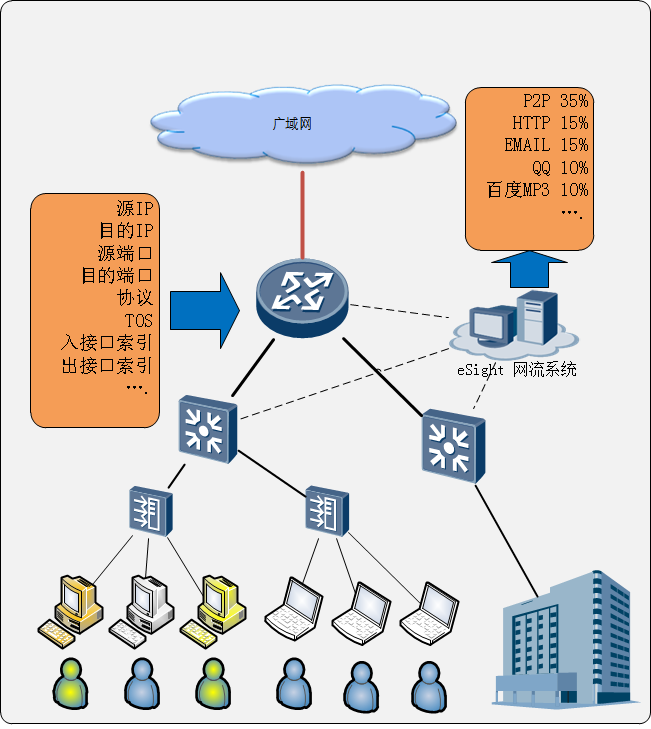 广域网
P2P 35%
HTTP 15%
EMAIL 15%
QQ 10%
百度MP3 10%
….
源IP
目的IP
源端口
目的端口
协议
TOS
入接口索引
出接口索引
….
eSight 网流系统